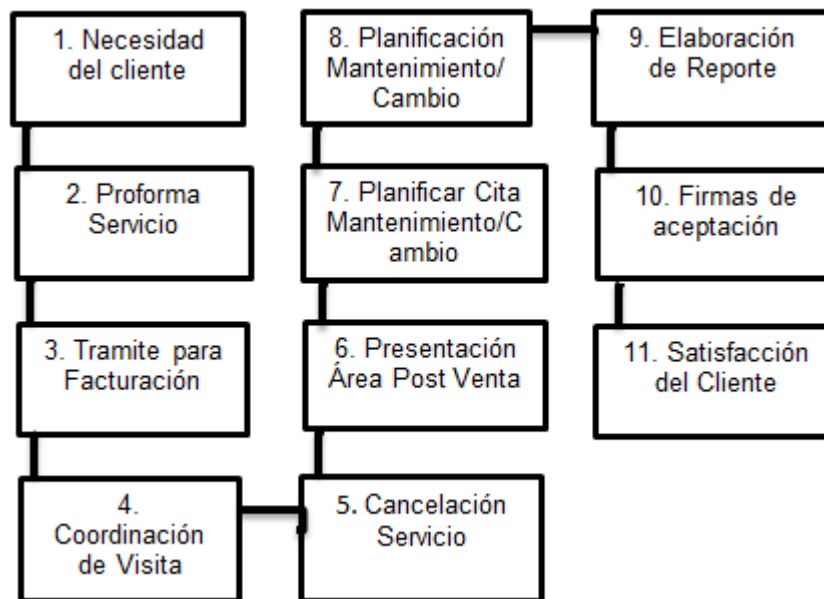 1. Necesidad
del cliente
2. Proforma
Servicio
3. Tramite para
Facturación
4.
Coordinación
de Visita
5. Cancelación
Servicio
6. Presentación
Área Post Venta
7. Planificar Cita
Mantenimiento/C
ambio
8. Planificación
Mantenimiento/
Cambio
9. Elaboración
de Reporte
10. Firmas de
aceptación
11. Satisfacción
del Cliente